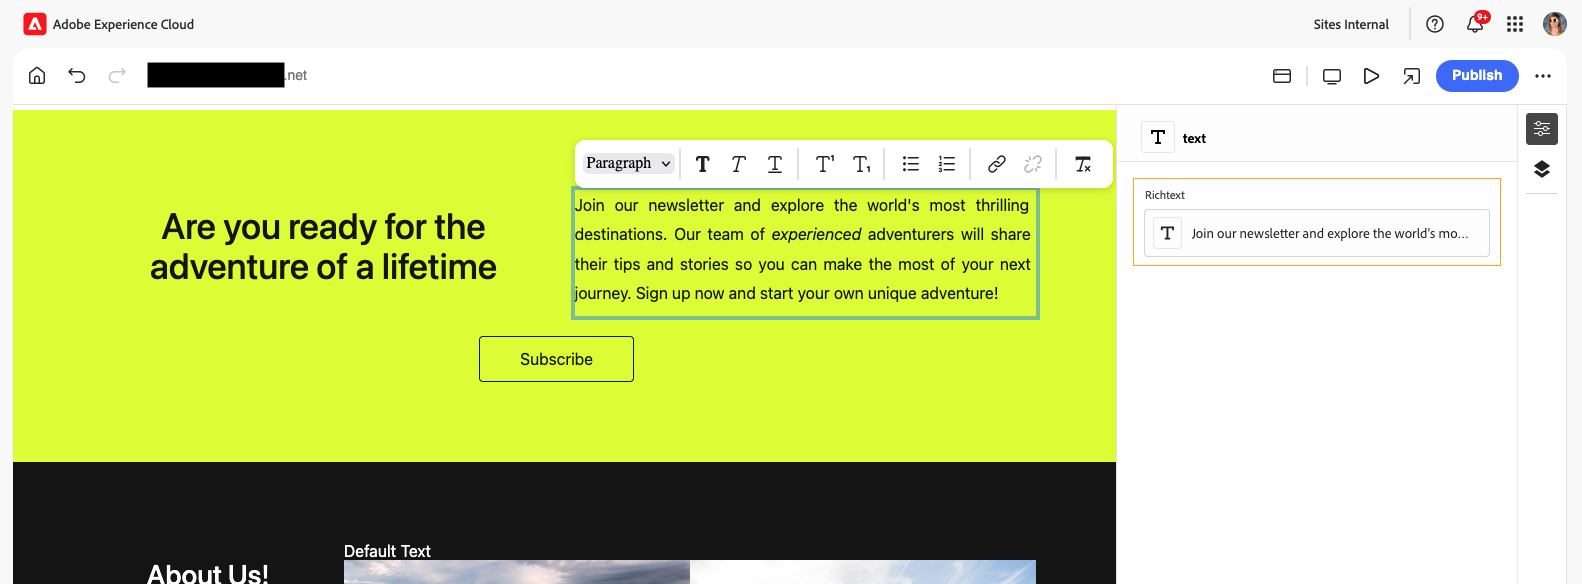 Adobe Experience Cloud
Sites Internal
9+
.net
Publish
Paragraph
T T T T¹ T₁
text
Richtext
Join our newsletter and explore the world's mo...
Are you ready for the
adventure of a lifetime
Join our newsletter and explore the world's most thrilling
destinations. Our team of experienced adventurers will share
their tips and stories so you can make the most of your next
journey. Sign up now and start your own unique adventure!
Subscribe
About Us!
Default Text